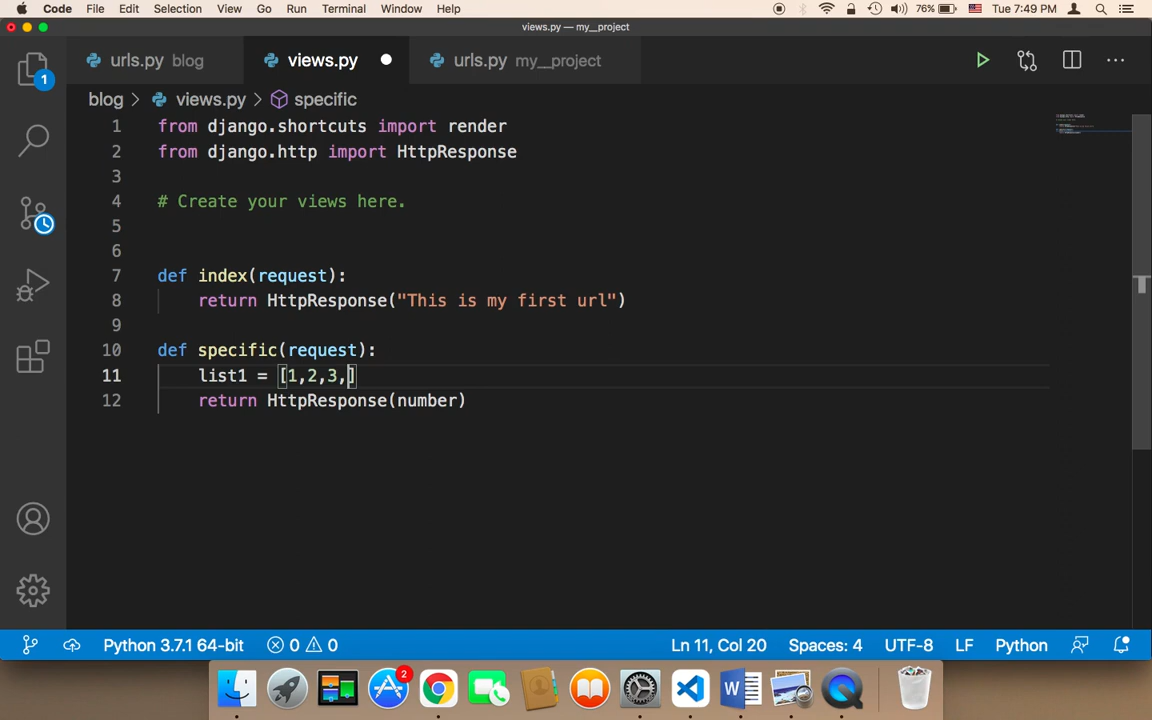 Code File Edit Selection View Go Run Terminal Window Help 76% Tue 7:49 PM
views.py — my__project
urls.py blog views.py urls.py my__project
blog > views.py > specific
1 from django.shortcuts import render
2 from django.http import HttpResponse
3
4 # Create your views here.
5
6
7 def index(request):
8 return HttpResponse("This is my first url")
9
10 def specific(request):
11 list1 = [1,2,3,]
12 return HttpResponse(number)
1
Python 3.7.1 64-bit 0 0 Ln 11, Col 20 Spaces: 4 UTF-8 LF Python
2